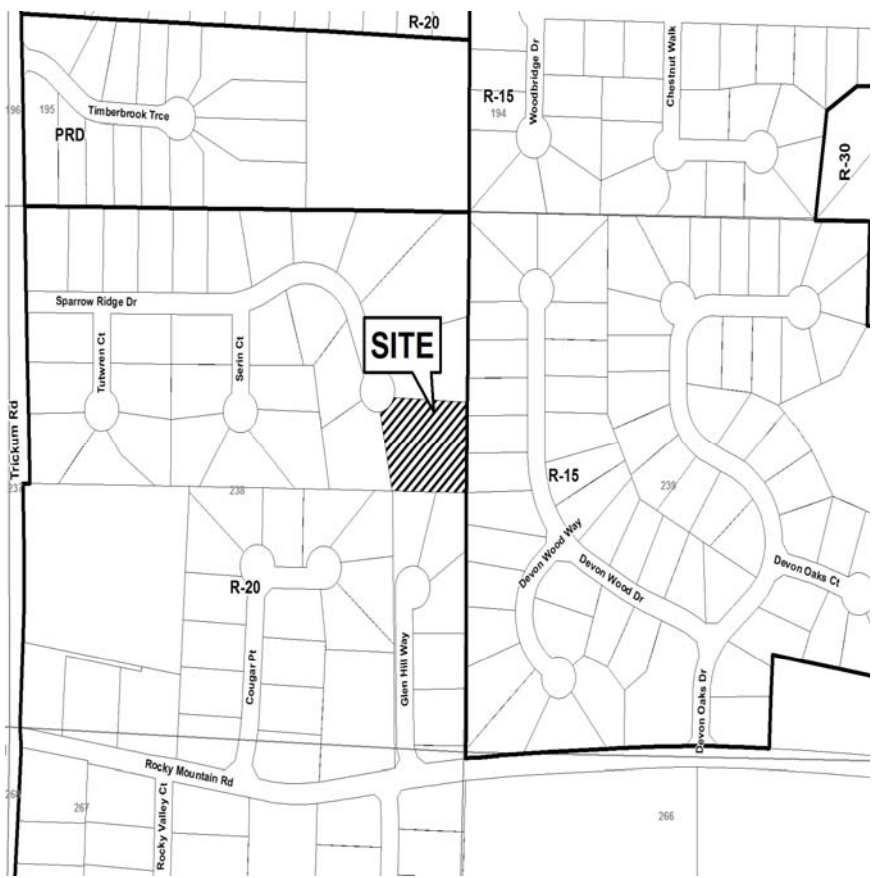 R-20
Woodbridge Dr
Chestnut Walk
R-15
194
196
195
Timberbrook Trce
PRD
R-30
Sparrow Ridge Dr
Tutwren Ct
Serin Ct
SITE
Trickum Rd
237
238
R-15
239
Devon Wood Way
Devon Wood Dr
Devon Oaks Ct
R-20
Cougar Pt
Glen Hill Way
Devon Oaks Dr
Rocky Mountain Rd
Rocky Valley Ct
267
266